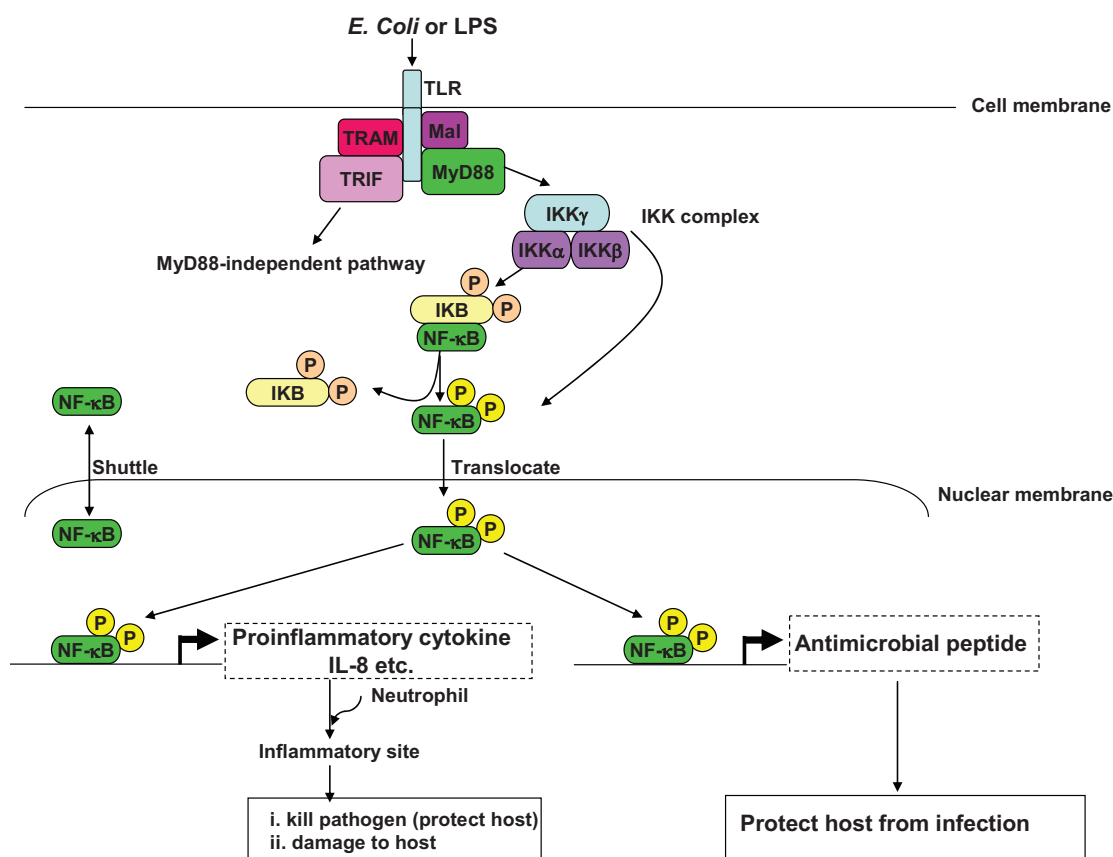 E. Coli or LPS
TLR
Cell membrane
TRAM
Mal
TRIF
MyD88
IKKγ
IKK complex
IKKα
IKKβ
MyD88-independent pathway
P
IKB
P
NF-κB
P
IKB
P
P
P
NF-κB
NF-κB
Shuttle
Translocate
Nuclear membrane
NF-κB
P
P
NF-κB
P
P
NF-κB
Proinflammatory cytokine
IL-8 etc.
P
P
NF-κB
Antimicrobial peptide
Neutrophil
Inflammatory site
i. kill pathogen (protect host)
ii. damage to host
Protect host from infection